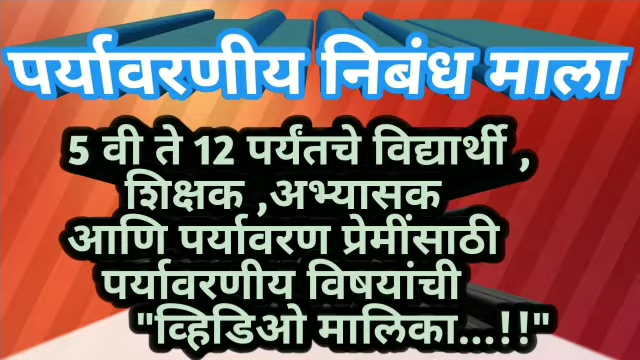 पर्यावरणीय निबंध माला
5 वी ते 12 पर्यंतचे विद्यार्थी ,
शिक्षक ,अभ्यासक
आणि पर्यावरण प्रेमींसाठी
पर्यावरणीय विषयांची
"व्हिडिओ मालिका...!!"